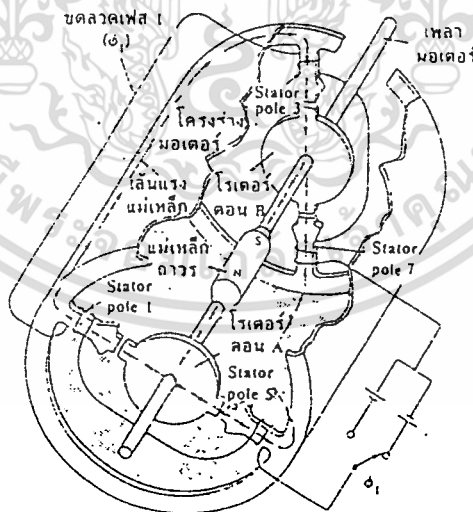 ขดลวดเฟส 1
(φ₁)
เพลา
มอเตอร์
Stator
pole 3
โครงร่าง
มอเตอร์
เส้นแรง
แม่เหล็ก
โรเตอร์
ตอน B
S
แม่เหล็ก
ถาวร
N
Stator
pole 7
Stator
pole 1
โรเตอร์
ตอน A
Stator
pole 5
φ₁